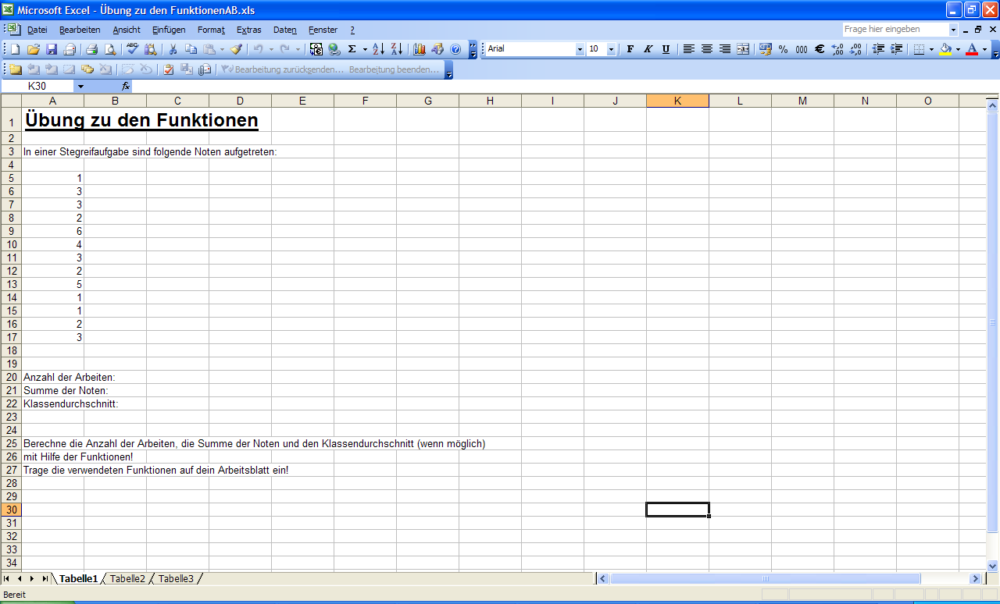 Microsoft Excel - Übung zu den FunktionenAB.xls
Datei Bearbeiten Ansicht Einfügen Format Extras Daten Fenster ? Frage hier eingeben
Arial 10 F K U % 000 €
Bearbeitung zurücksenden... Bearbeitung beenden...
K30 fx
A B C D E F G H I J K L M N O
1 Übung zu den Funktionen
2
3 In einer Stegreifaufgabe sind folgende Noten aufgetreten:
4
5 1
6 3
7 3
8 2
9 6
10 4
11 3
12 2
13 5
14 1
15 1
16 2
17 3
18
19
20 Anzahl der Arbeiten:
21 Summe der Noten:
22 Klassendurchschnitt:
23
24
25 Berechne die Anzahl der Arbeiten, die Summe der Noten und den Klassendurchschnitt (wenn möglich)
26 mit Hilfe der Funktionen!
27 Trage die verwendeten Funktionen auf dein Arbeitsblatt ein!
28
29
30
31
32
33
34
Tabelle1 Tabelle2 Tabelle3
Bereit